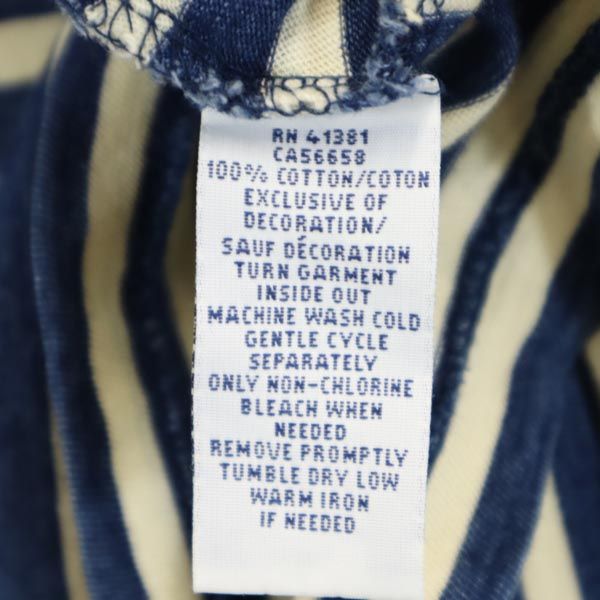 RN 41381
CA56658
100% COTTON/COTON
EXCLUSIVE OF
DECORATION/
SAUF DÉCORATION
TURN GARMENT
INSIDE OUT
MACHINE WASH COLD
GENTLE CYCLE
SEPARATELY
ONLY NON-CHLORINE
BLEACH WHEN
NEEDED
REMOVE PROMPTLY
TUMBLE DRY LOW
WARM IRON
IF NEEDED